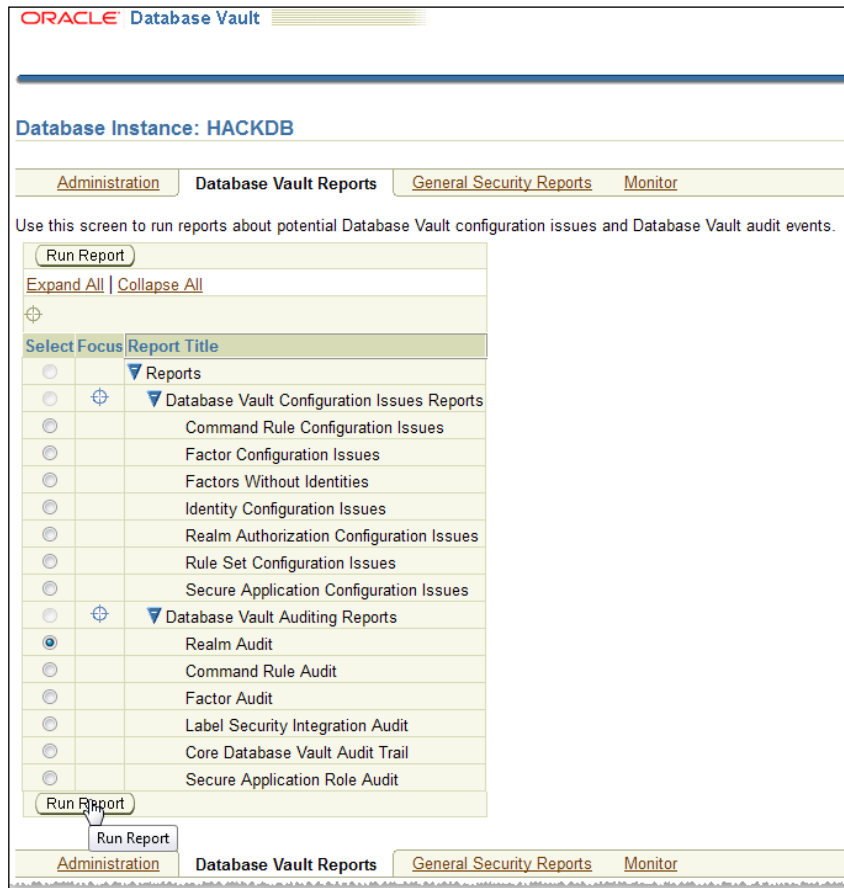 ORACLE Database Vault
Database Instance: HACKDB
Administration Database Vault Reports General Security Reports Monitor
Use this screen to run reports about potential Database Vault configuration issues and Database Vault audit events.
Run Report
Expand All | Collapse All
Select Focus Report Title
Reports
Database Vault Configuration Issues Reports
Command Rule Configuration Issues
Factor Configuration Issues
Factors Without Identities
Identity Configuration Issues
Realm Authorization Configuration Issues
Rule Set Configuration Issues
Secure Application Configuration Issues
Database Vault Auditing Reports
Realm Audit
Command Rule Audit
Factor Audit
Label Security Integration Audit
Core Database Vault Audit Trail
Secure Application Role Audit
Run Report
Run Report
Administration Database Vault Reports General Security Reports Monitor